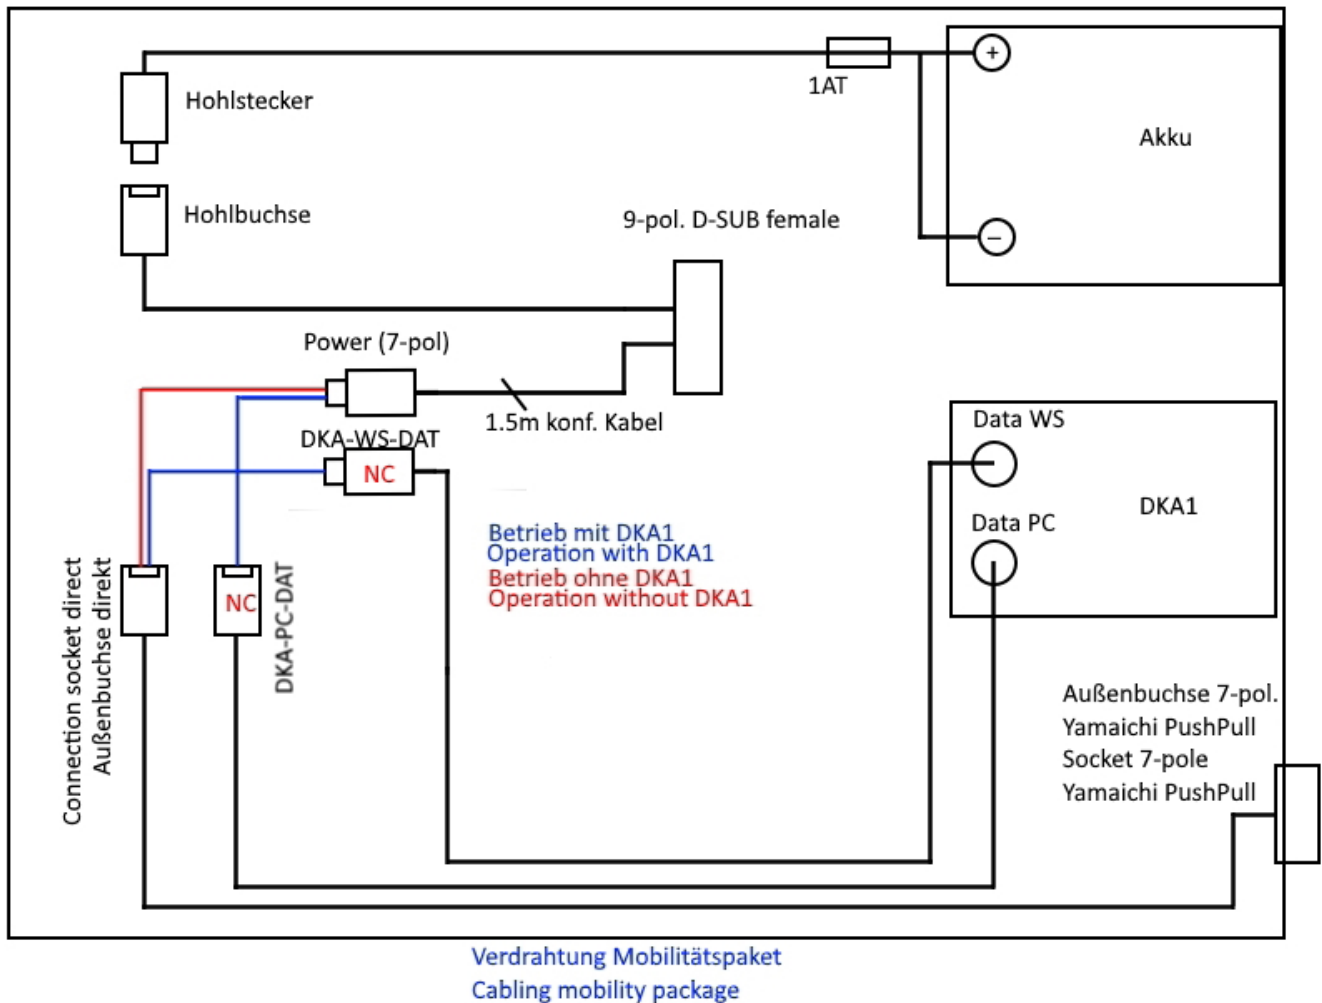 Hohlstecker
1AT
+
Akku
Hohlbuchse
9-pol. D-SUB female
–
Power (7-pol)
1.5m konf. Kabel
DKA-WS-DAT
NC
Data WS
DKA1
Data PC
Betrieb mit DKA1
Operation with DKA1
Betrieb ohne DKA1
Operation without DKA1
Connection socket direct
Außenbuchse direkt
NC
DKA-PC-DAT
Außenbuchse 7-pol.
Yamaichi PushPull
Socket 7-pole
Yamaichi PushPull
Verdrahtung Mobilitätspaket
Cabling mobility package